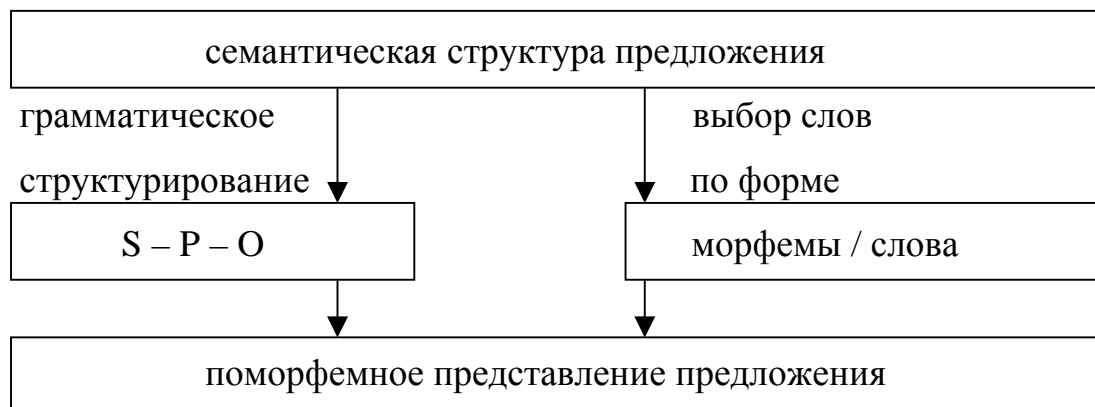 семантическая структура предложения
грамматическое
структурирование
выбор слов
по форме
S – P – O
морфемы / слова
поморфемное представление предложения